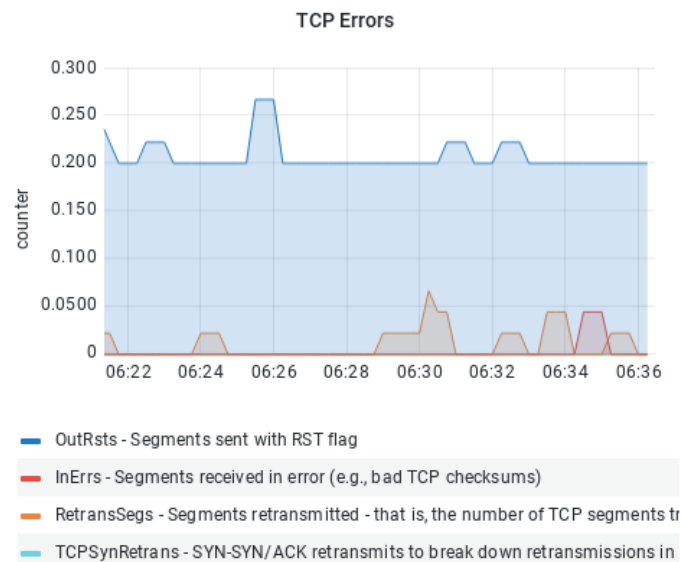 TCP Errors
0.300
0.250
0.200
0.150
0.100
0.0500
0
counter
06:22 06:24 06:26 06:28 06:30 06:32 06:34 06:36
OutRsts - Segments sent with RST flag
InErrs - Segments received in error (e.g., bad TCP checksums)
RetransSegs - Segments retransmitted - that is, the number of TCP segments tr
TCPSynRetrans - SYN-SYN/ACK retransmits to break down retransmissions in